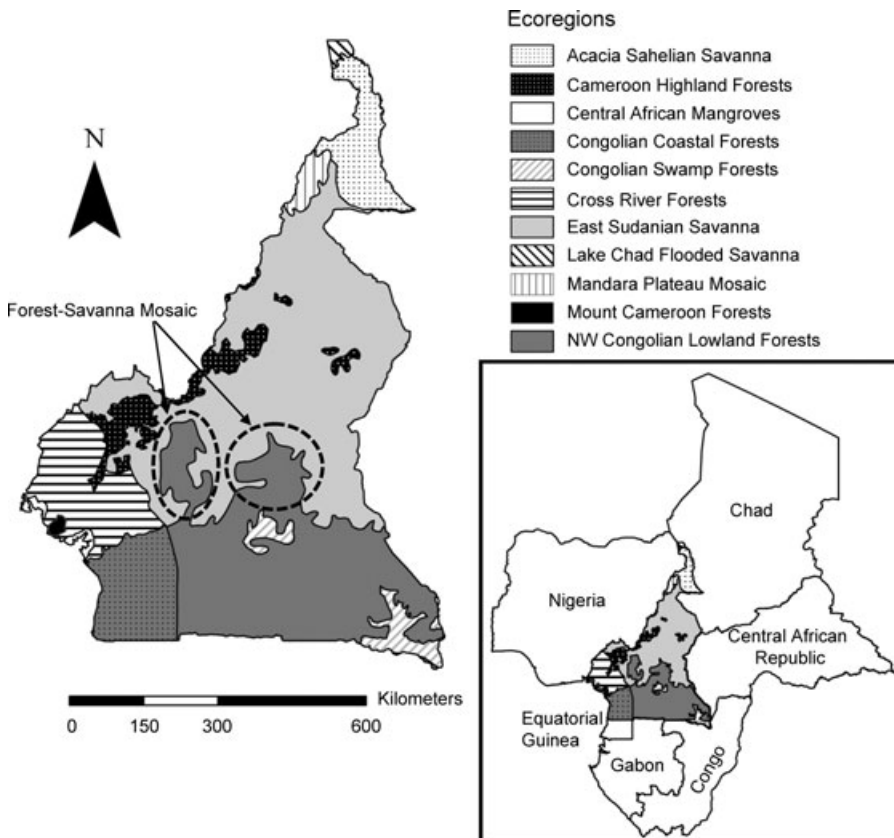 Ecoregions
Acacia Sahelian Savanna
Cameroon Highland Forests
Central African Mangroves
Congolian Coastal Forests
Congolian Swamp Forests
Cross River Forests
East Sudanian Savanna
Lake Chad Flooded Savanna
Mandara Plateau Mosaic
Mount Cameroon Forests
NW Congolian Lowland Forests
N
Forest-Savanna Mosaic
Kilometers
0 150 300 600
Chad
Nigeria
Central African
Republic
Equatorial
Guinea
Gabon
Congo